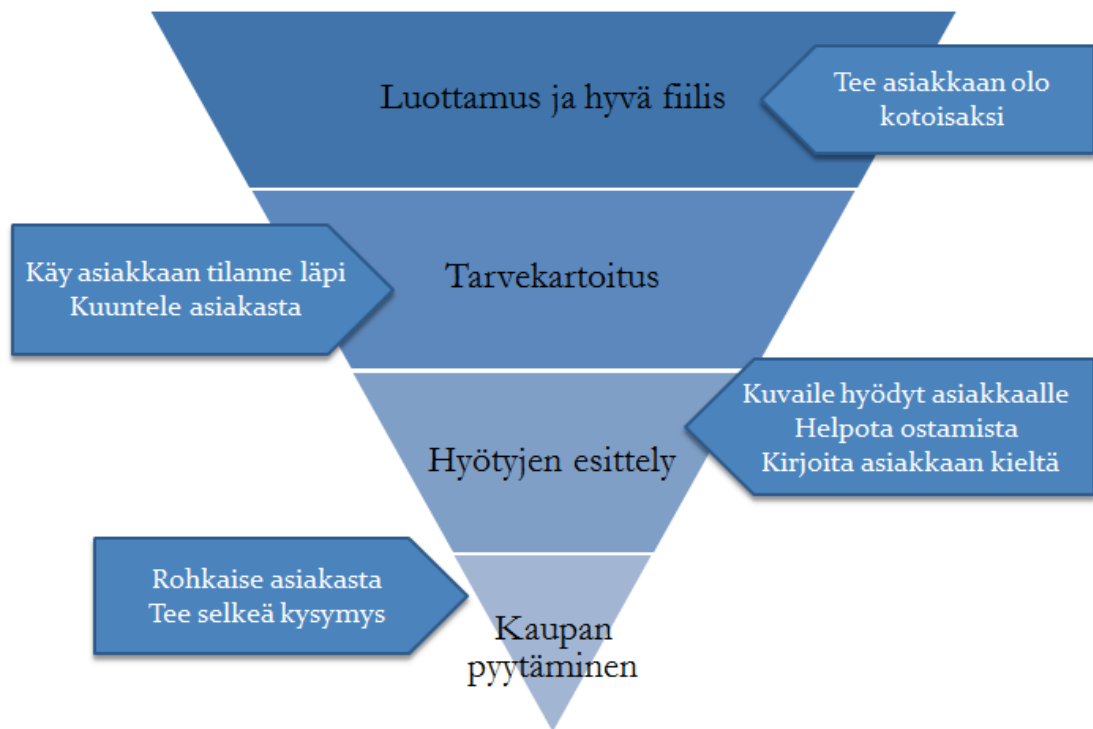 Luottamus ja hyvä fiilis
Tee asiakkaan olo
kotoisaksi
Käy asiakkaan tilanne läpi
Kuuntele asiakasta
Tarvekartoitus
Hyötyjen esittely
Kuvaile hyödyt asiakkaalle
Helpota ostamista
Kirjoita asiakkaan kieltä
Rohkaise asiakasta
Tee selkeä kysymys
Kaupan
pyytäminen